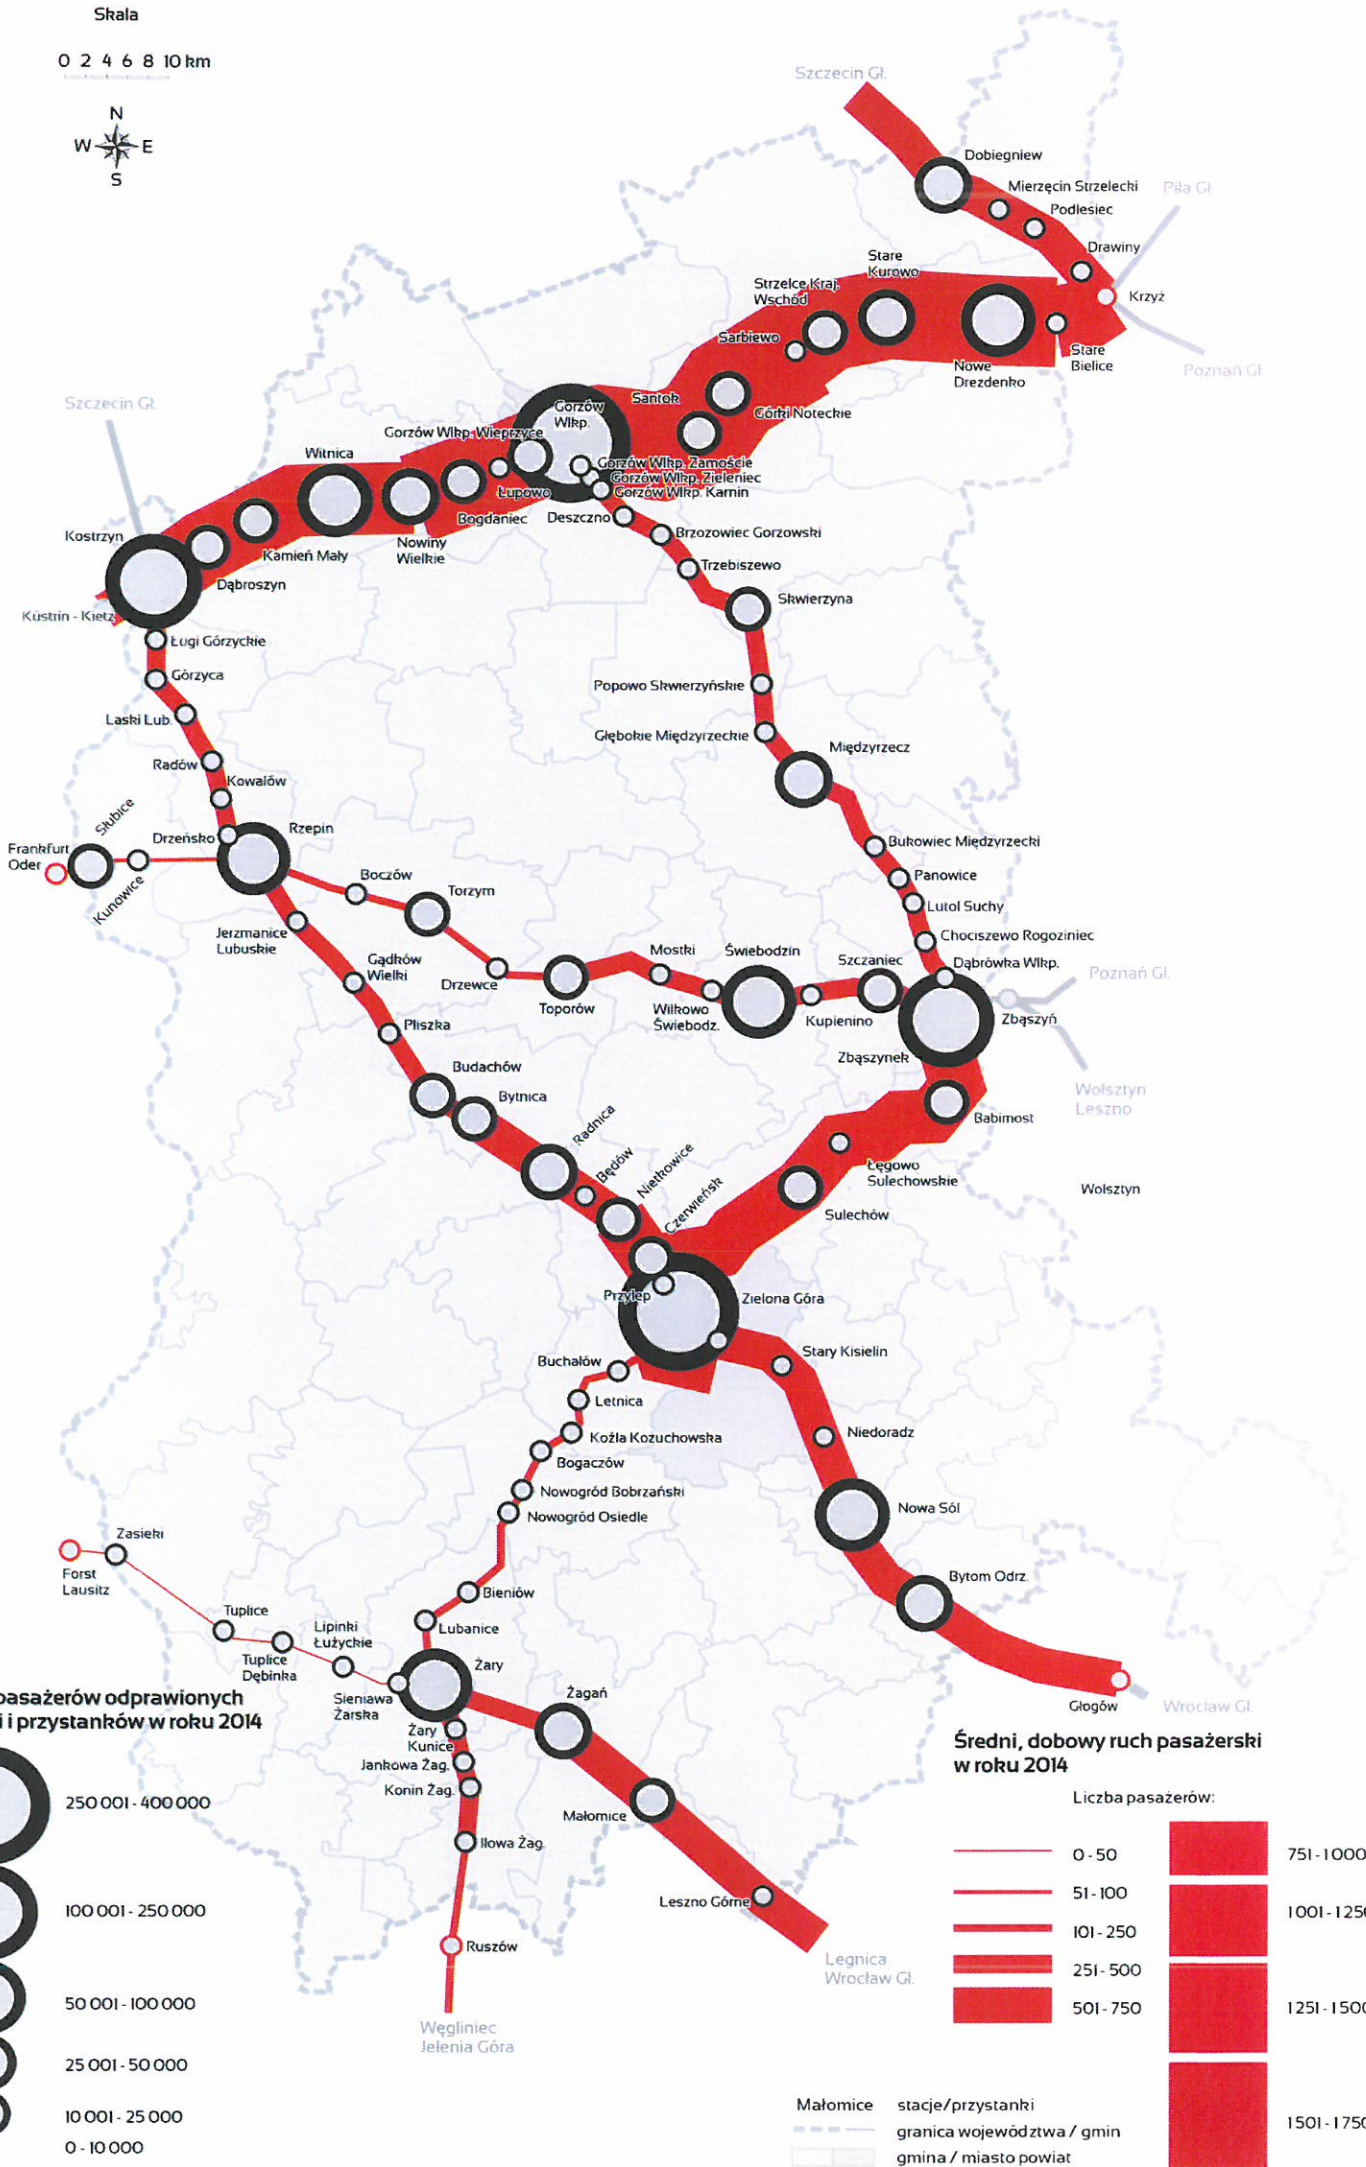 Skala
0 2 4 6 8 10 km
N
W E
S
Szczecin Gł.
Dobiegniew
Mierzęcin Strzelecki
Piła Gł.
Podlesiec
Drawiny
Krzyż
Stare
Kurowo
Strzelce Kraj.
Wschód
Sarbiewo
Stare
Bielice
Nowe
Drezdenko
Poznań Gł.
Santok
Górki Noteckie
Szczecin Gł.
Gorzów
Wlkp.
Gorzów Wlkp. Wieprzyce
Witnica
Gorzów Wlkp. Zamoście
Gorzów Wlkp. Zieleniec
Gorzów Wlkp. Karnin
Łupowo
Bogdaniec
Deszczno
Kostrzyn
Nowiny
Wielkie
Kamień Mały
Brzozowiec Gorzowski
Trzebiszewo
Dąbroszyn
Skwierzyna
Küstrin - Kietz
Ługi Górzyckie
Górzyca
Popowo Skwierzyńskie
Laski Lub.
Głębokie Międzyrzeckie
Międzyrzecz
Radów
Kowalów
Słubice
Drzeńsko
Rzepin
Frankfurt
Oder
Kunowice
Bukowiec Międzyrzecki
Boczów
Panowice
Torzym
Lutol Suchy
Jerzmanice
Lubuskie
Chociszewo Rogoziniec
Gądków
Wielki
Mostki
Świebodzin
Szczaniec
Dąbrówka Wlkp.
Drzewce
Poznań Gł.
Toporów
Wilkowo
Świebodz.
Kupienino
Zbąszyń
Pliszka
Zbąszynek
Budachów
Wolsztyn
Leszno
Bytnica
Babimost
Radnica
Będów
Nietkowice
Łęgowo
Sulechowskie
Wolsztyn
Czerwieńsk
Sulechów
Przylep
Zielona Góra
Stary Kisielin
Buchałów
Letnica
Koźla Kozuchowska
Niedoradz
Bogaczów
Nowogród Bobrzański
Nowogród Osiedle
Nowa Sól
Zasieki
Forst
Lausitz
Bytom Odrz.
Bieniów
Tuplice
Lipinki
Łużyckie
Lubanice
Tuplice
Dębinka
Żary
Sieniawa
Żarska
Żagań
Głogów
Wrocław Gł.
pasażerów odprawionych
i i przystanków w roku 2014
Żary
Kunice
Jankowa Żag.
Konin Żag.
Małomice
Iłowa Żag.
Leszno Górne
Ruszów
Legnica
Wrocław Gł.
Węgliniec
Jelenia Góra
250 001 - 400 000
100 001 - 250 000
50 001 - 100 000
25 001 - 50 000
10 001 - 25 000
0 - 10 000
Średni, dobowy ruch pasażerski
w roku 2014
Liczba pasażerów:
0 - 50
51 - 100
101 - 250
251 - 500
501 - 750
751 - 1000
1001 - 1250
1251 - 1500
1501 - 1750
Małomice stacje/przystanki
granica województwa / gmin
gmina / miasto powiat